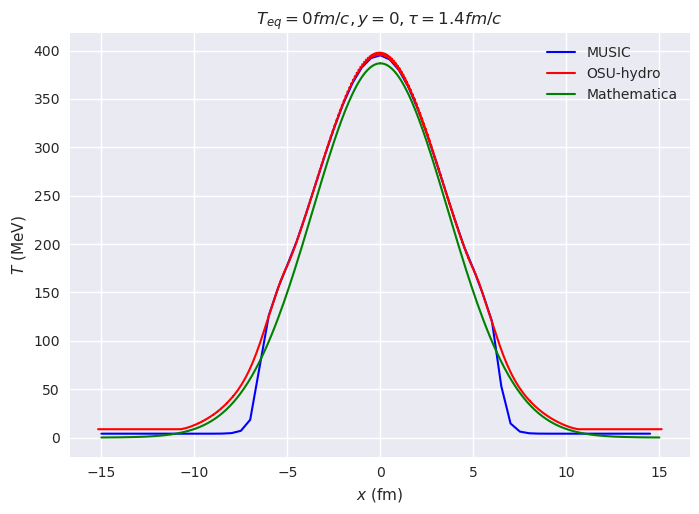 T_eq = 0fm/c, y = 0, τ = 1.4fm/c
MUSIC
OSU-hydro
Mathematica
T (MeV)
400
350
300
250
200
150
100
50
0
−15
−10
−5
0
5
10
15
x (fm)